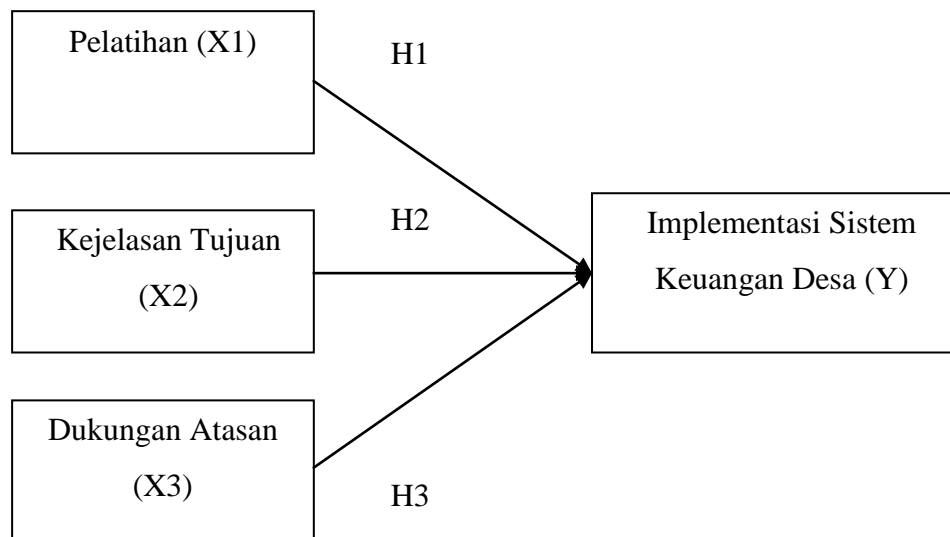 Pelatihan (X1)
H1
Kejelasan Tujuan
(X2)
H2
Dukungan Atasan
(X3)
H3
Implementasi Sistem
Keuangan Desa (Y)